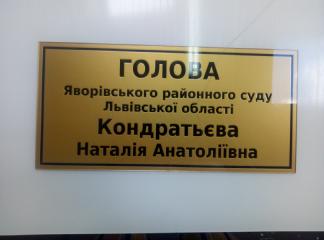 ГОЛОВА
Яворівського районного суду
Львівської області
Кондратьєва
Наталія Анатоліївна